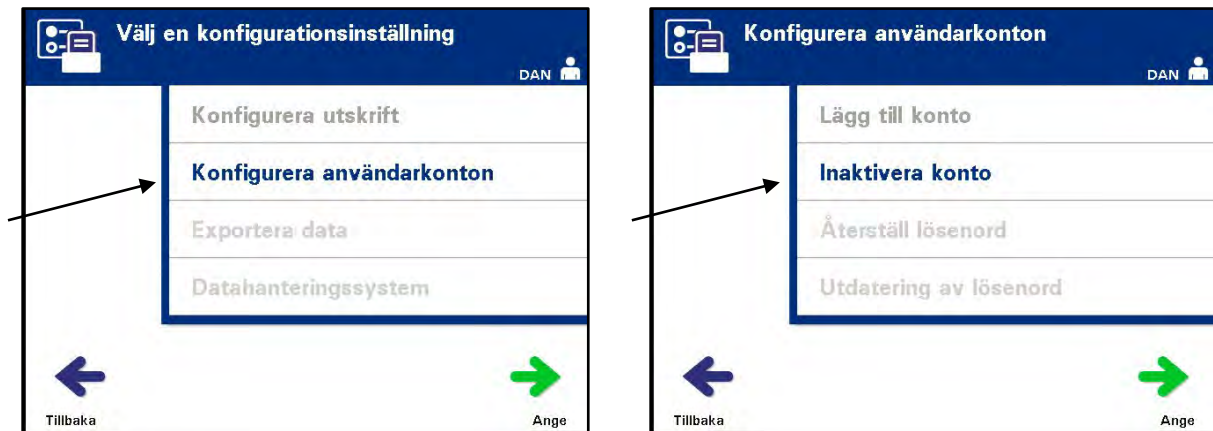 Välj en konfigurationsinställning
DAN
Konfigurera utskrift
Konfigurera användarkonton
Exportera data
Datahanteringssystem
Tillbaka
Ange
Konfigurera användarkonton
DAN
Lägg till konto
Inaktivera konto
Återställ lösenord
Utdatering av lösenord
Tillbaka
Ange